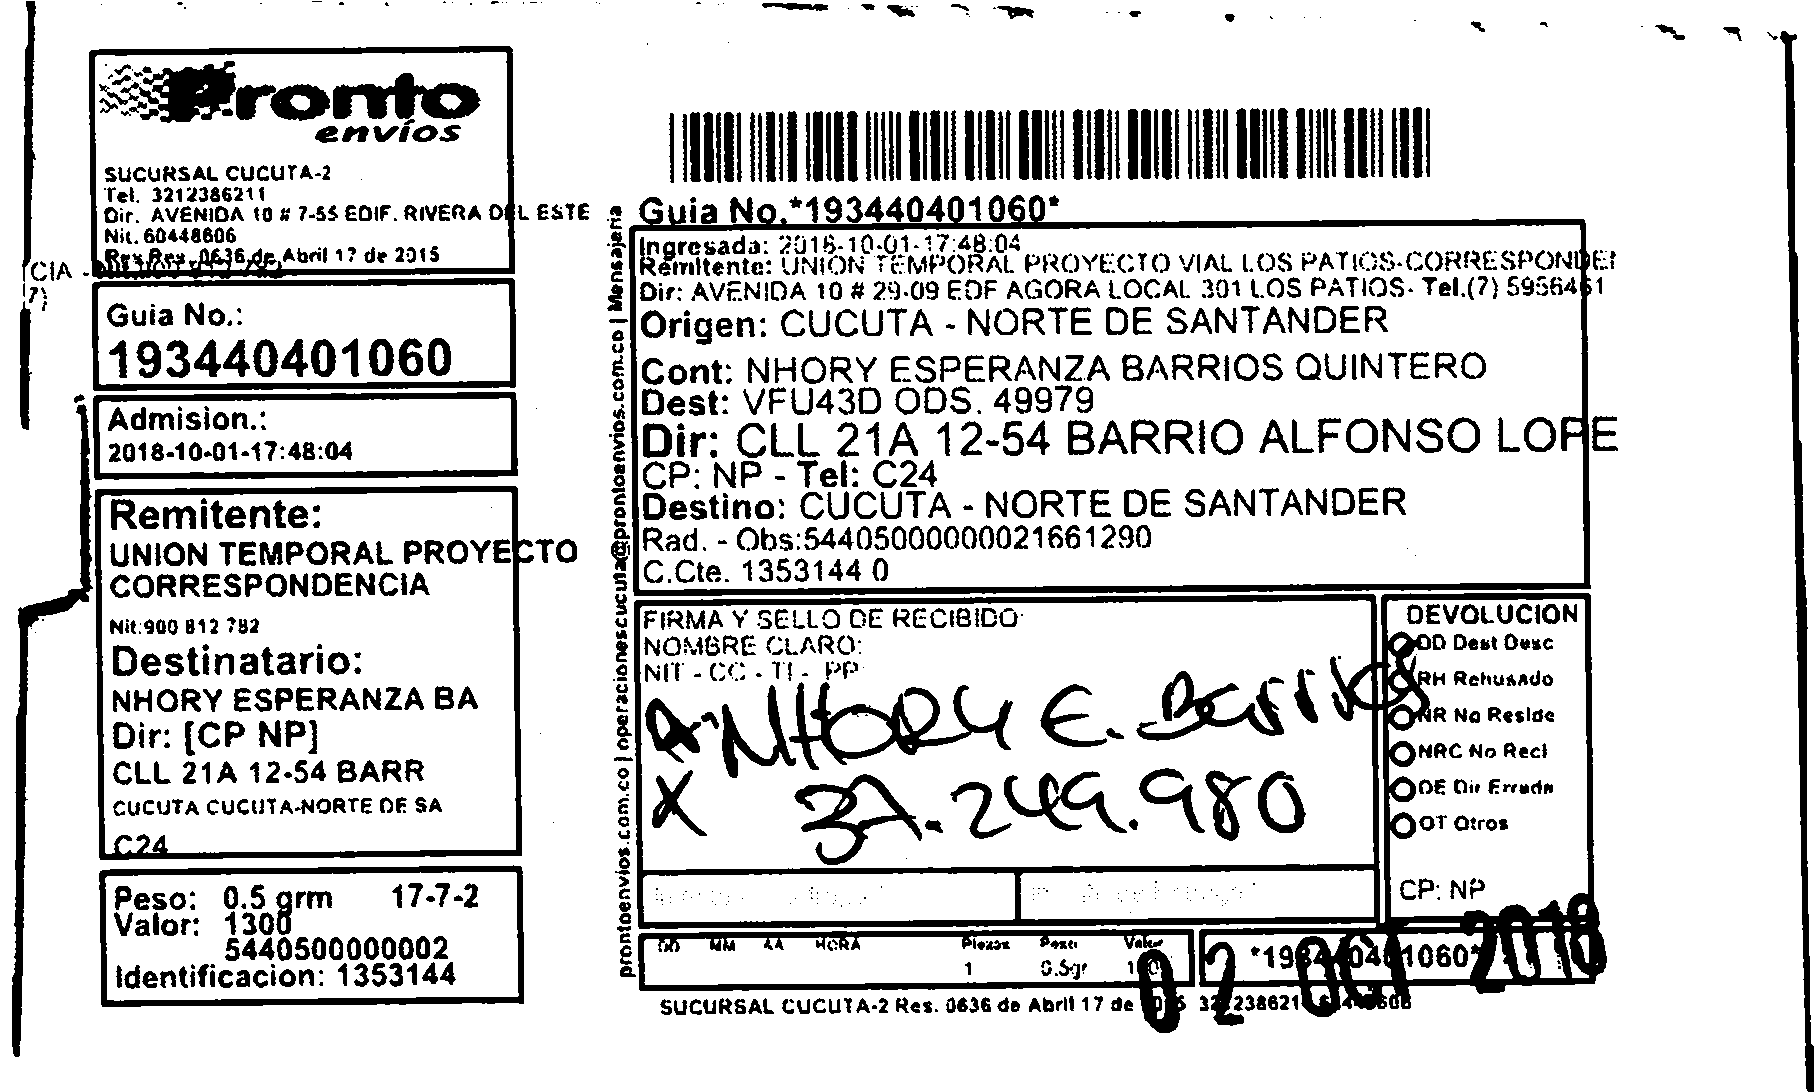 Pronto
envíos
SUCURSAL CUCUTA-2
Tel. 3212386211
Dir. AVENIDA 10 # 7-55 EDIF. RIVERA DEL ESTE
Nit. 60448606
Res Res. 0636 de Abril 17 de 2015
CIA -
7)
Guia No.:
193440401060
Admision.:
2018-10-01-17:48:04
Remitente:
UNION TEMPORAL PROYECTO
CORRESPONDENCIA
Nit:900 812 782
Destinatario:
NHORY ESPERANZA BA
Dir: [CP NP]
CLL 21A 12-54 BARR
CUCUTA CUCUTA-NORTE DE SA
C24
Peso: 0.5 grm 17-7-2
Valor: 1300
5440500000002
Identificacion: 1353144
prontoenvios.com.co | operacionescucuta@prontoenvios.com.co | Mensajeria
Guia No.*193440401060*
Ingresada: 2018-10-01-17:48:04
Remitente: UNION TEMPORAL PROYECTO VIAL LOS PATIOS-CORRESPONDEN
Dir: AVENIDA 10 # 29-09 EDF AGORA LOCAL 301 LOS PATIOS- Tel.(7) 5956461
Origen: CUCUTA - NORTE DE SANTANDER
Cont: NHORY ESPERANZA BARRIOS QUINTERO
Dest: VFU43D ODS. 49979
Dir: CLL 21A 12-54 BARRIO ALFONSO LOPE
CP: NP - Tel: C24
Destino: CUCUTA - NORTE DE SANTANDER
Rad. - Obs:54405000000021661290
C.Cte. 1353144 0
FIRMA Y SELLO DE RECIBIDO
NOMBRE CLARO:
NIT - CC - TI - PP
NHORY E. Barrios
X 37.249.980
DEVOLUCION
DD Dest Desc
RH Rehusado
NR No Reside
NRC No Recl
DE Dir Errada
OT Otros
CP: NP
DD MM AA HORA Piezas Peso Valor
1 0.5gr
*193440401060*
02 OCT 2018
SUCURSAL CUCUTA-2 Res. 0636 de Abril 17 de 2015